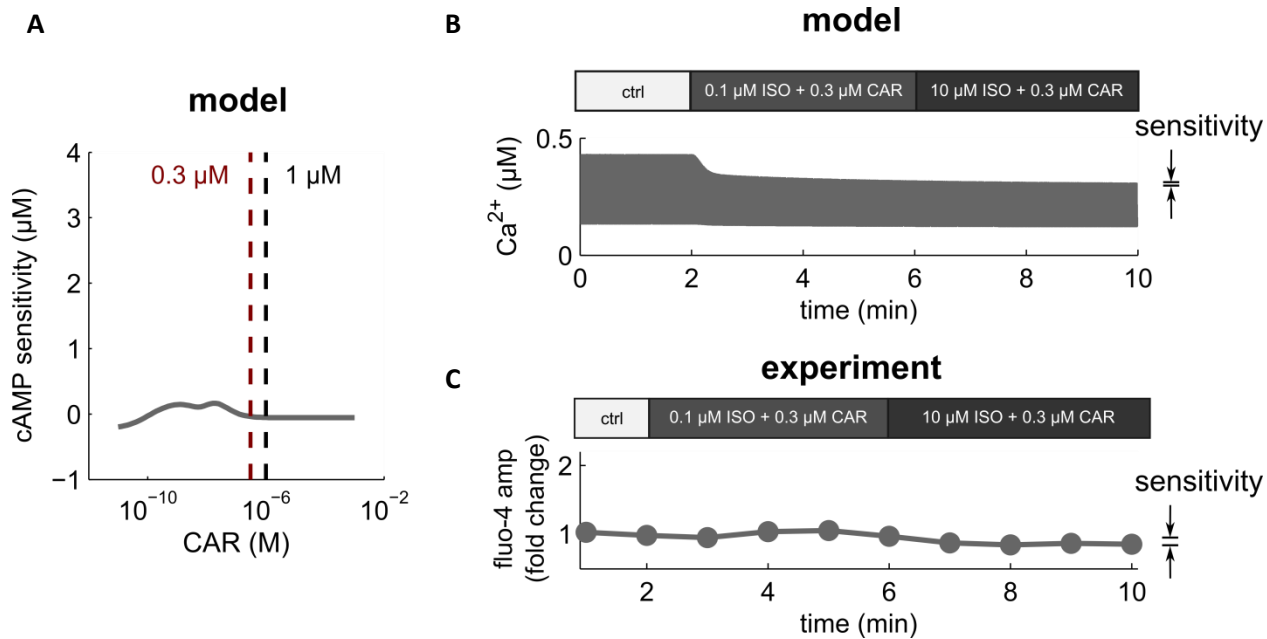 A
model
4
3
2
1
0
−1
cAMP sensitivity (µM)
0.3 µM
1 µM
10⁻¹⁰
10⁻⁶
10⁻²
CAR (M)
B
model
ctrl
0.1 µM ISO + 0.3 µM CAR
10 µM ISO + 0.3 µM CAR
sensitivity
0.5
0
Ca²⁺ (µM)
0 2 4 6 8 10
time (min)
C
experiment
ctrl
0.1 µM ISO + 0.3 µM CAR
10 µM ISO + 0.3 µM CAR
sensitivity
2
1
fluo-4 amp
(fold change)
2 4 6 8 10
time (min)